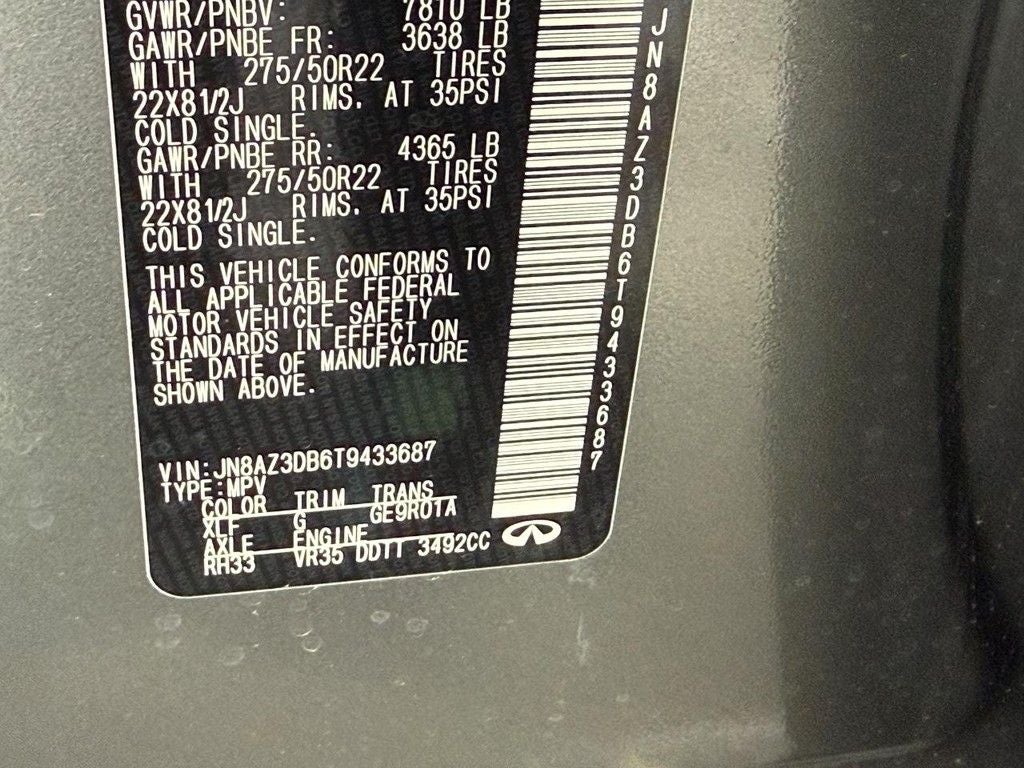 GVWR/PNBV: 7810 LB
GAWR/PNBE FR: 3638 LB
WITH 275/50R22 TIRES
22X81/2J RIMS. AT 35PSI
COLD SINGLE.
GAWR/PNBE RR: 4365 LB
WITH 275/50R22 TIRES
22X81/2J RIMS. AT 35PSI
COLD SINGLE.
THIS VEHICLE CONFORMS TO
ALL APPLICABLE FEDERAL
MOTOR VEHICLE SAFETY
STANDARDS IN EFFECT ON
THE DATE OF MANUFACTURE
SHOWN ABOVE.
VIN:JN8AZ3DB6T9433687
TYPE:MPV
COLOR TRIM TRANS
XLF G GE9R01A
AXLE ENGINE
RH33 VR35 DDTT 3492CC
JN8AZ3DB6T9433687